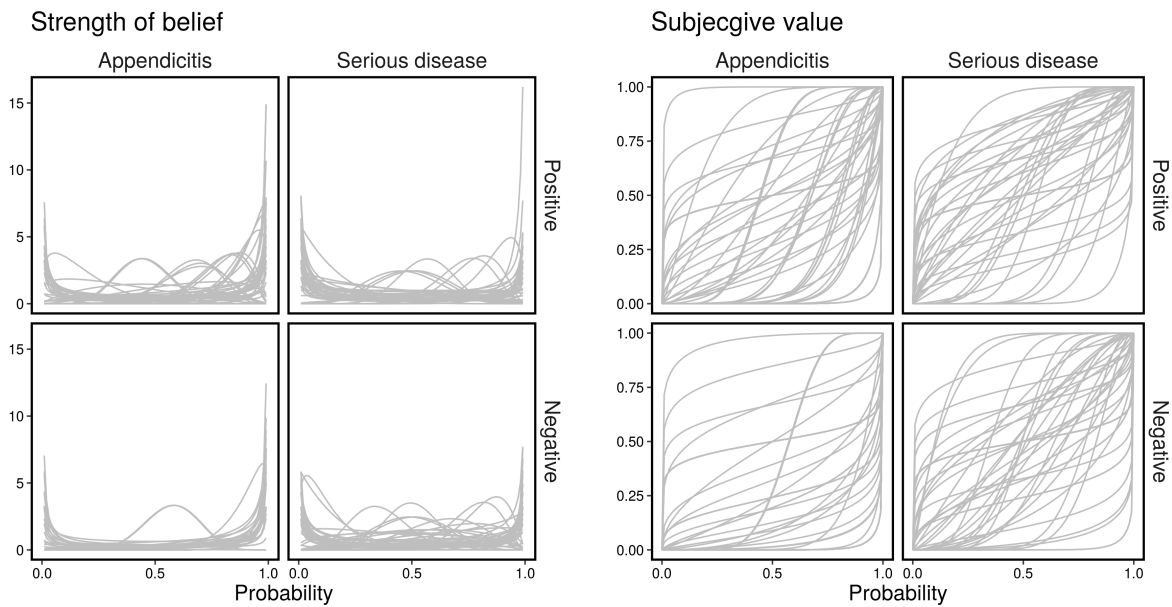 Strength of belief
Subjecgive value
Appendicitis
Serious disease
Appendicitis
Serious disease
15
10
5
0
Positive
1.00
0.75
0.50
0.25
0.00
Positive
15
10
5
0
Negative
1.00
0.75
0.50
0.25
0.00
Negative
0.0 0.5 1.0 0.0 0.5 1.0
0.0 0.5 1.0 0.0 0.5 1.0
Probability
Probability